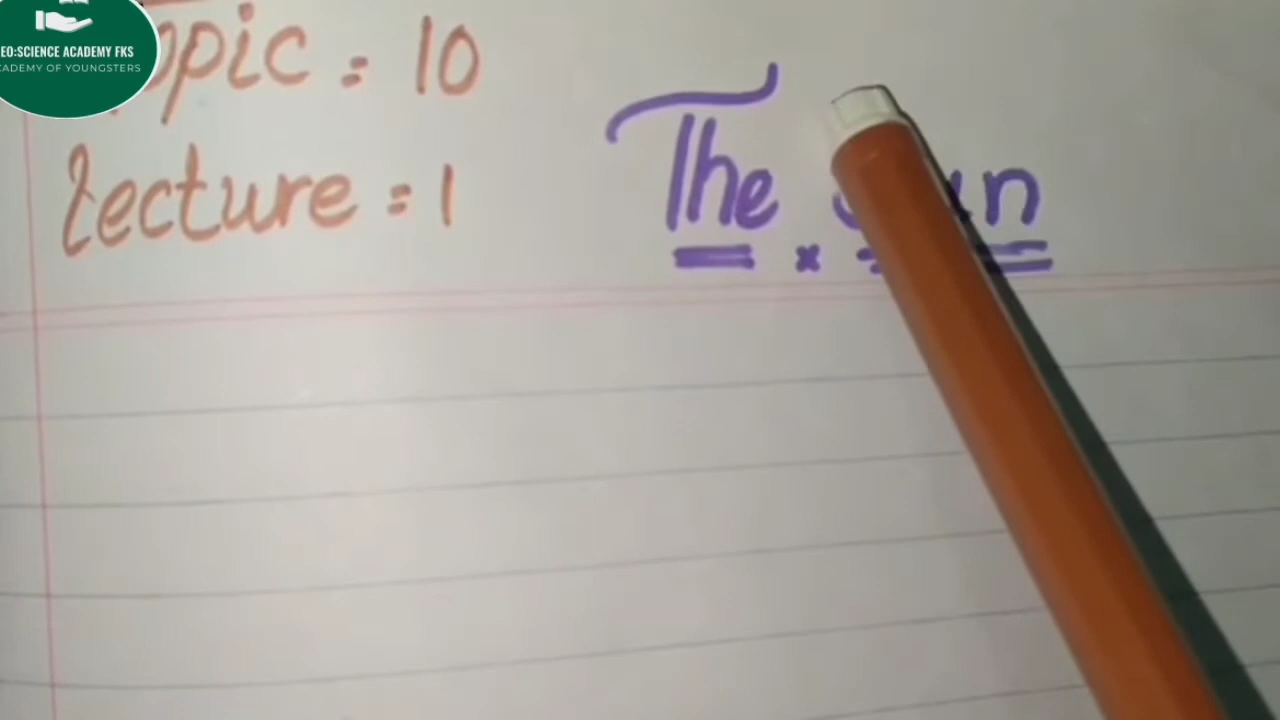 EO:SCIENCE ACADEMY FKS
CADEMY OF YOUNGSTERS
opic = 10
Lecture = 1
The